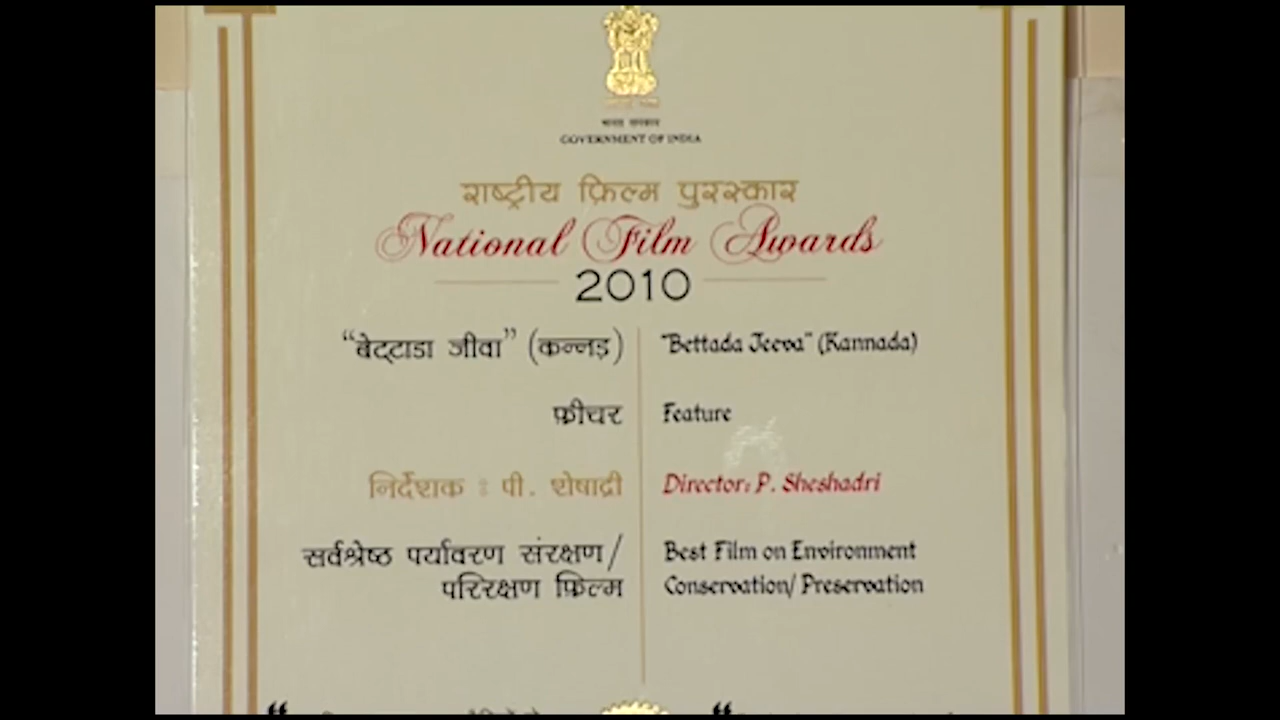 भारत सरकार
GOVERNMENT OF INDIA
राष्ट्रीय फ़िल्म पुरस्कार
National Film Awards
2010
“बेट्टाडा जीवा” (कन्नड़)
"Bettada Jeeva" (Kannada)
फ़ीचर
Feature
निर्देशक : पी. शेषाद्री
Director: P. Sheshadri
सर्वश्रेष्ठ पर्यावरण संरक्षण/
परिरक्षण फ़िल्म
Best Film on Environment
Conservation/ Preservation